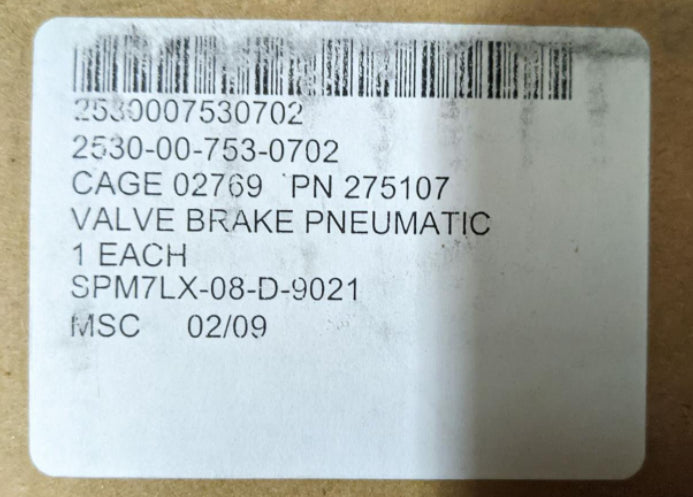 2530007530702
2530-00-753-0702
CAGE 02769 PN 275107
VALVE BRAKE PNEUMATIC
1 EACH
SPM7LX-08-D-9021
MSC 02/09